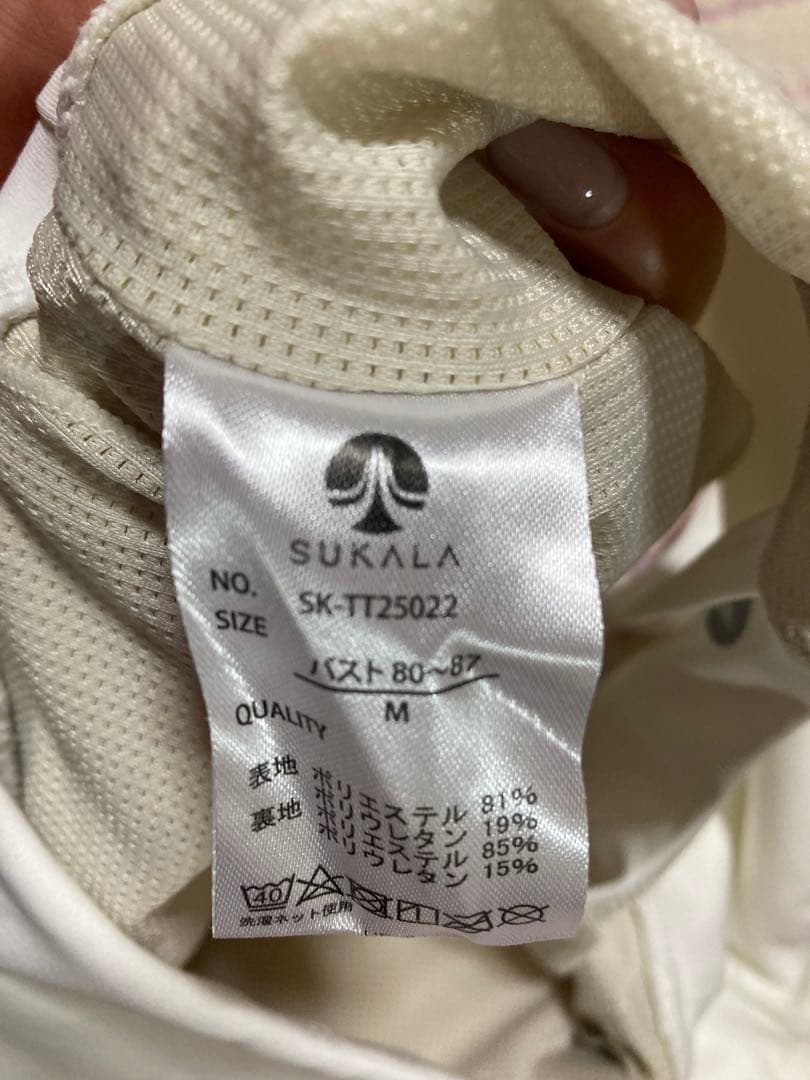 SUKALA
NO. SK-TT25022
SIZE
バスト80~87
M
QUALITY
表地 ポリエステル 81%
ポリウレタン 19%
裏地 ポリエステル 85%
ポリウレタン 15%
40
洗濯ネット使用